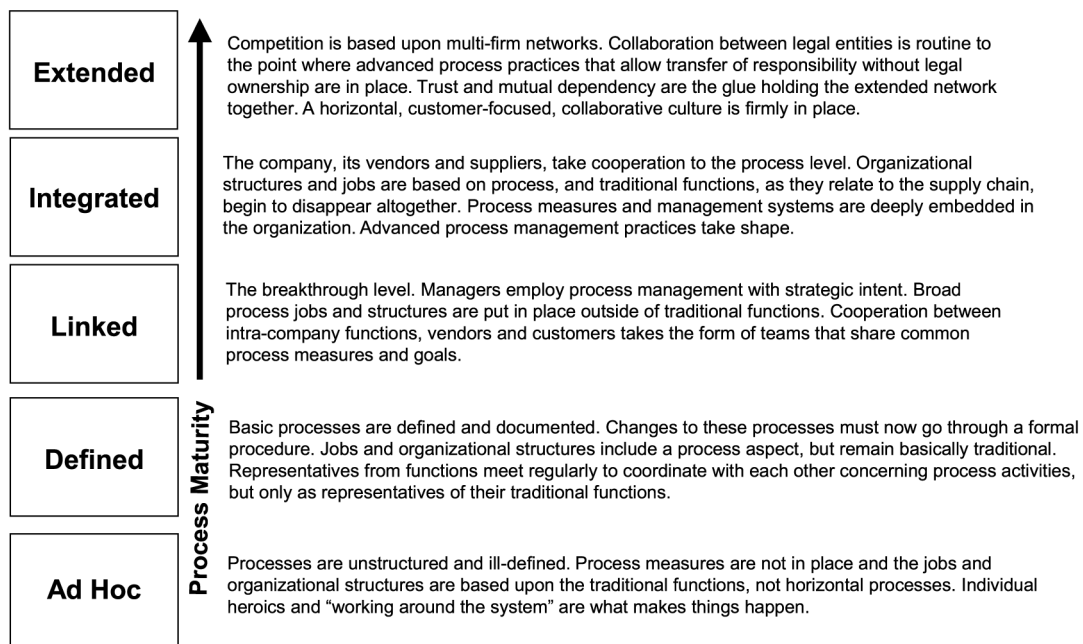 Extended
Competition is based upon multi-firm networks. Collaboration between legal entities is routine to
the point where advanced process practices that allow transfer of responsibility without legal
ownership are in place. Trust and mutual dependency are the glue holding the extended network
together. A horizontal, customer-focused, collaborative culture is firmly in place.
Integrated
The company, its vendors and suppliers, take cooperation to the process level. Organizational
structures and jobs are based on process, and traditional functions, as they relate to the supply chain,
begin to disappear altogether. Process measures and management systems are deeply embedded in
the organization. Advanced process management practices take shape.
Linked
The breakthrough level. Managers employ process management with strategic intent. Broad
process jobs and structures are put in place outside of traditional functions. Cooperation between
intra-company functions, vendors and customers takes the form of teams that share common
process measures and goals.
Process Maturity
Defined
Basic processes are defined and documented. Changes to these processes must now go through a formal
procedure. Jobs and organizational structures include a process aspect, but remain basically traditional.
Representatives from functions meet regularly to coordinate with each other concerning process activities,
but only as representatives of their traditional functions.
Ad Hoc
Processes are unstructured and ill-defined. Process measures are not in place and the jobs and
organizational structures are based upon the traditional functions, not horizontal processes. Individual
heroics and “working around the system” are what makes things happen.